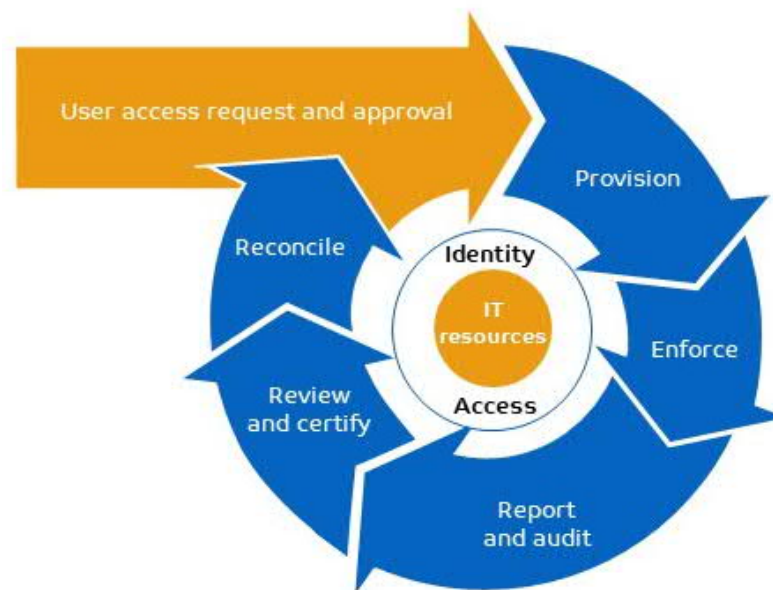 User access request and approval
Provision
Enforce
Report
and audit
Review
and certify
Reconcile
Identity
IT
resources
Access